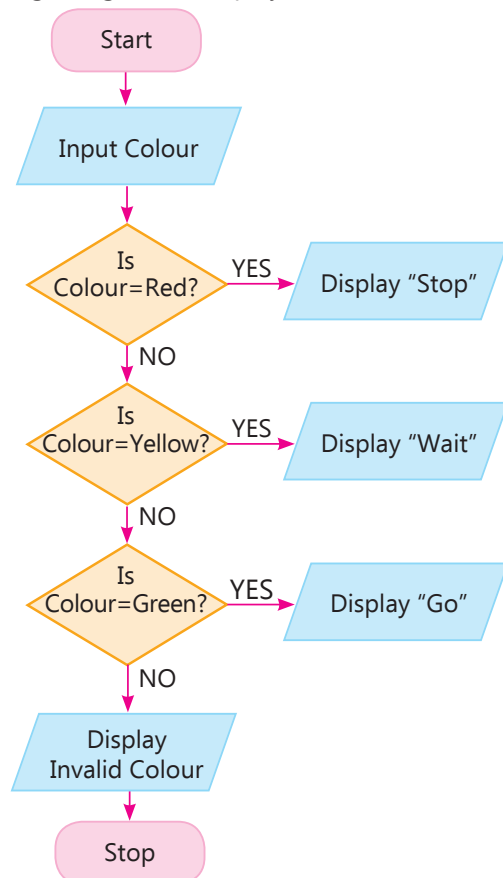 Start
Input Colour
Is
Colour=Red?
YES
Display “Stop”
NO
Is
Colour=Yellow?
YES
Display “Wait”
NO
Is
Colour=Green?
YES
Display “Go”
NO
Display
Invalid Colour
Stop